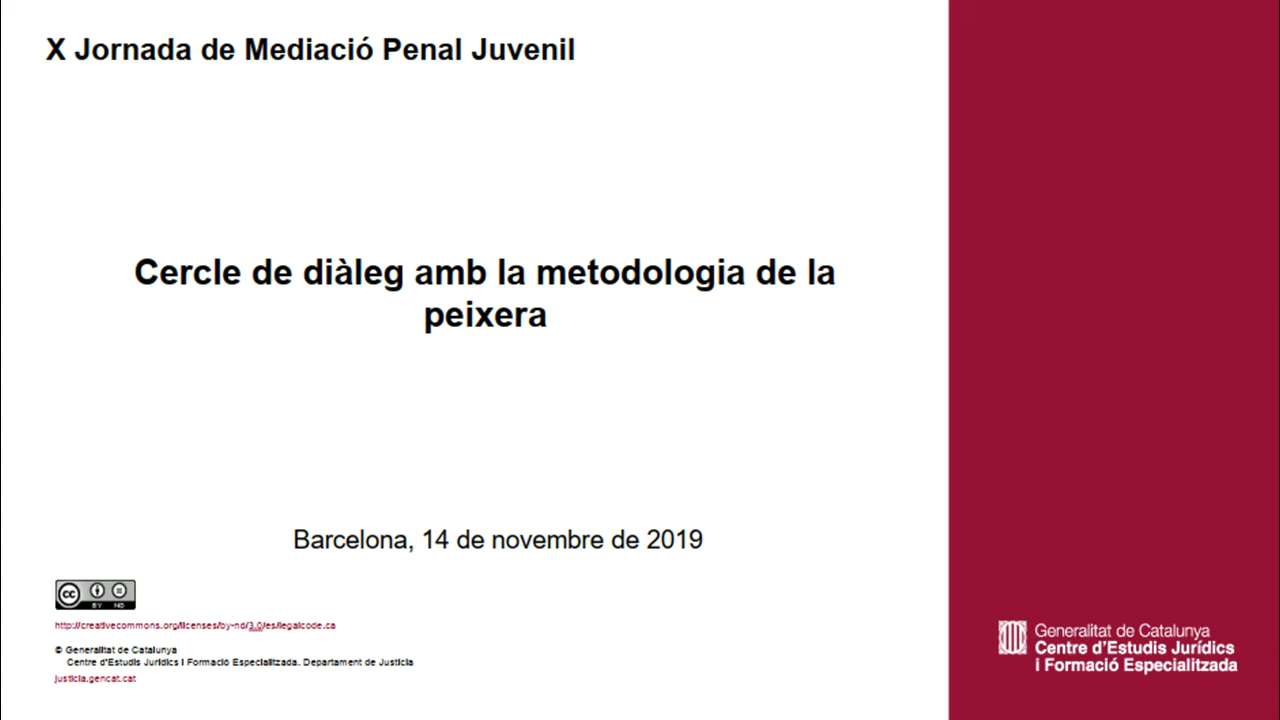 X Jornada de Mediació Penal Juvenil
Cercle de diàleg amb la metodologia de la
peixera
Barcelona, 14 de novembre de 2019
cc
BY ND
http://creativecommons.org/licenses/by-nd/3.0/es/legalcode.ca
© Generalitat de Catalunya
Centre d'Estudis Jurídics i Formació Especialitzada. Departament de Justícia
justicia.gencat.cat
Generalitat de Catalunya
Centre d'Estudis Jurídics
i Formació Especialitzada